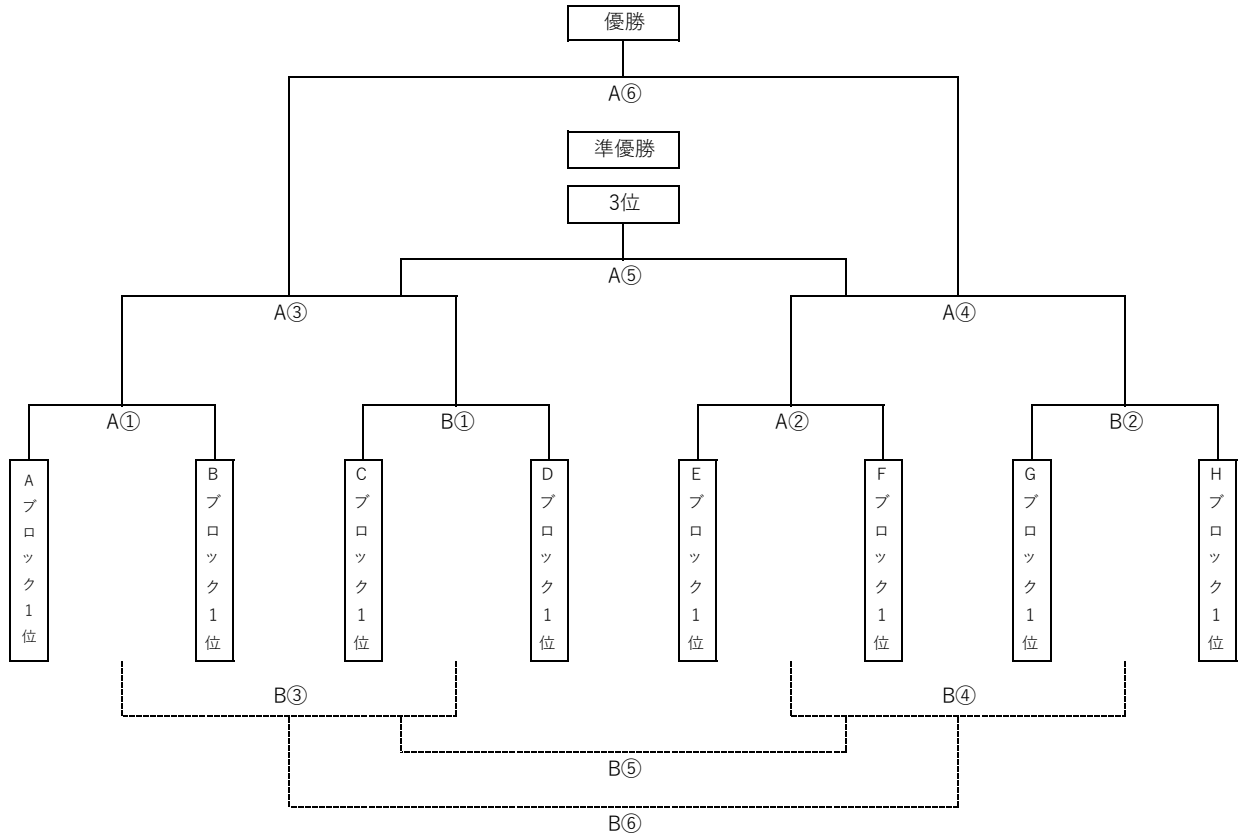 優勝
A⑥
準優勝
3位
A⑤
A③
A④
A①
B①
A②
B②
Aブロック1位
Bブロック1位
Cブロック1位
Dブロック1位
Eブロック1位
Fブロック1位
Gブロック1位
Hブロック1位
B③
B④
B⑤
B⑥